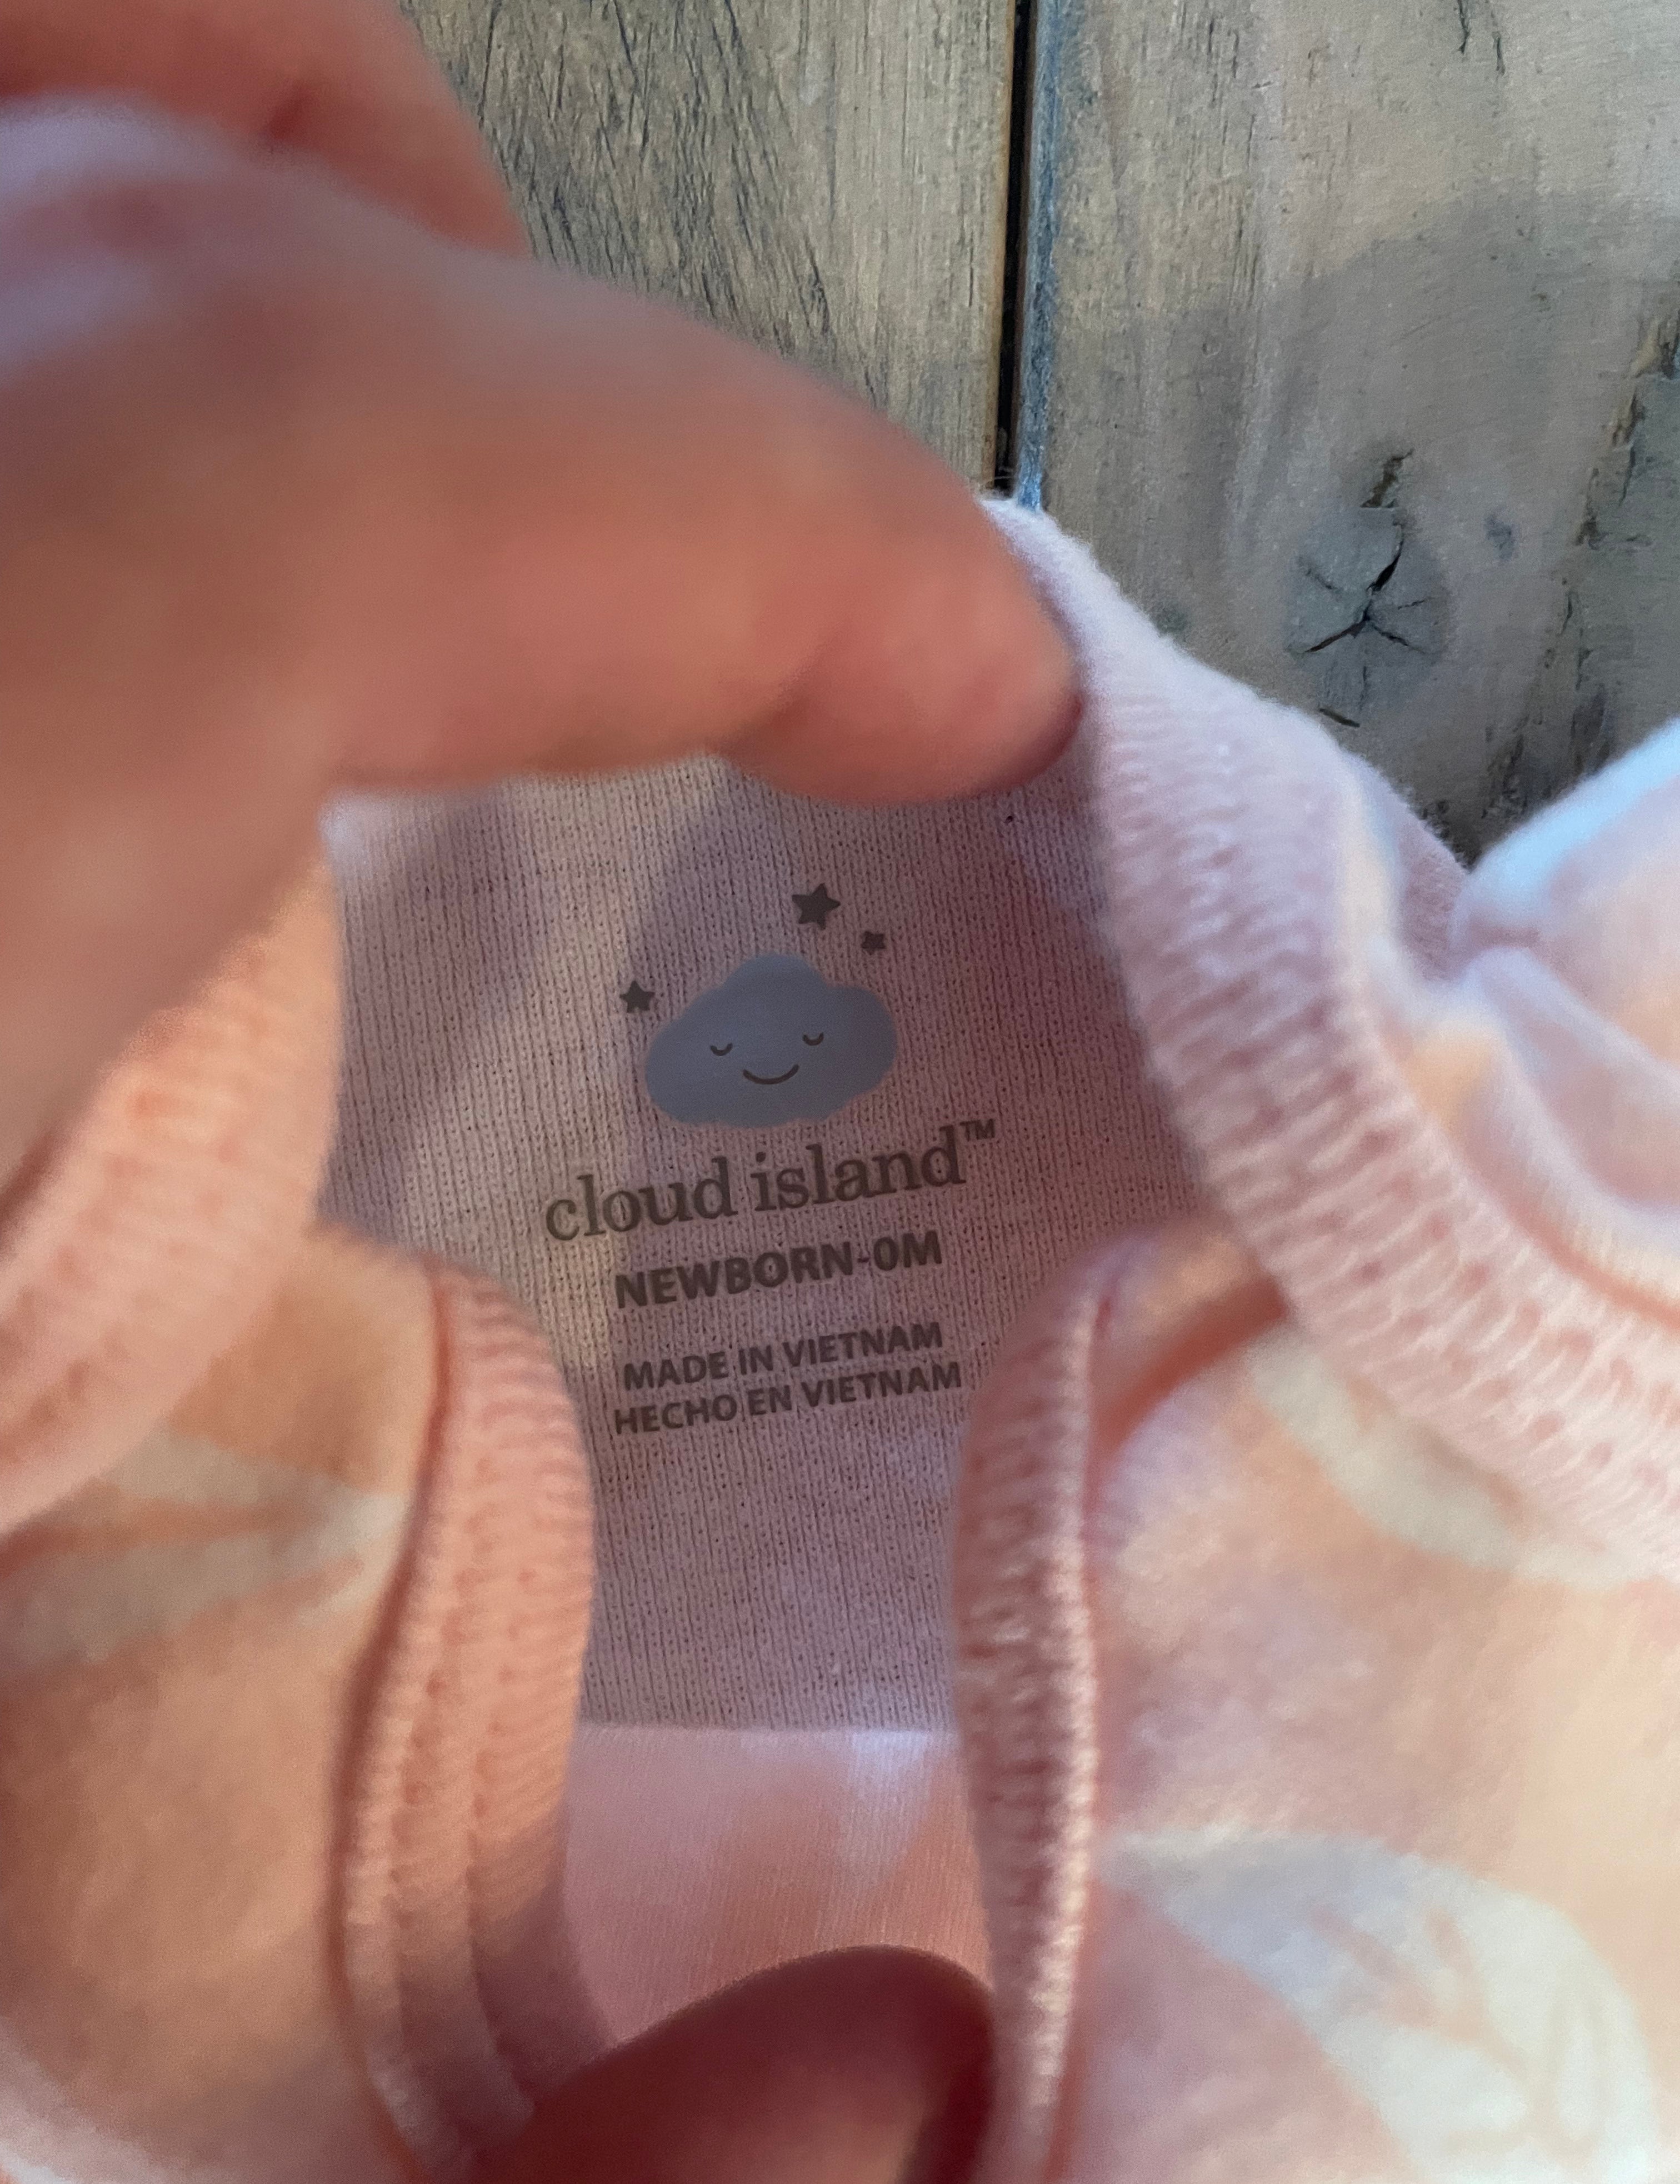 cloud island™
NEWBORN-0M
MADE IN VIETNAM
HECHO EN VIETNAM